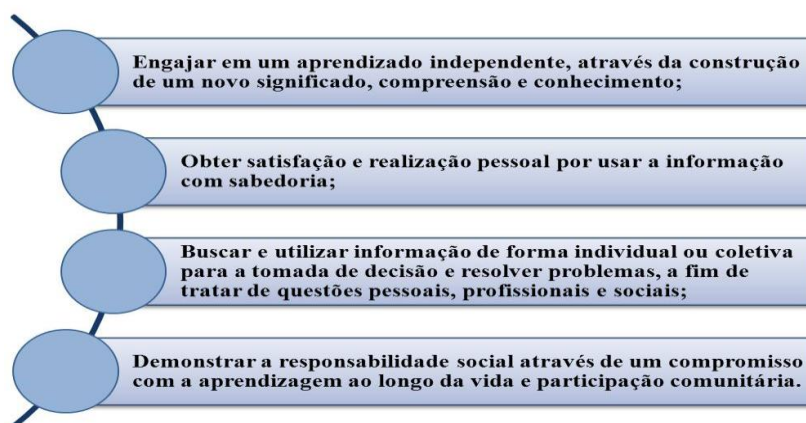 Engajar em um aprendizado independente, através da construção
de um novo significado, compreensão e conhecimento;
Obter satisfação e realização pessoal por usar a informação
com sabedoria;
Buscar e utilizar informação de forma individual ou coletiva
para a tomada de decisão e resolver problemas, a fim de
tratar de questões pessoais, profissionais e sociais;
Demonstrar a responsabilidade social através de um compromisso
com a aprendizagem ao longo da vida e participação comunitária.